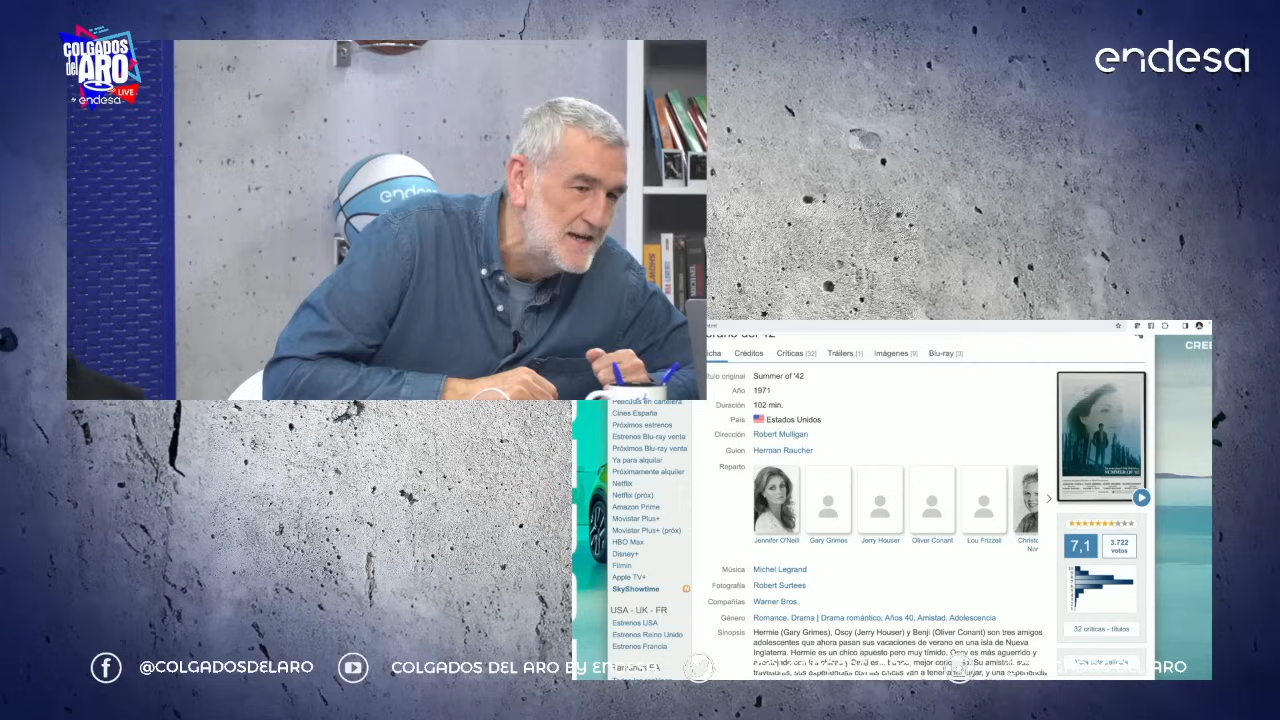 COLGADOS
del ARO
LIVE
by endesa
endesa
endesa
SHOW
MICHAEL
CREE
Ficha Créditos Críticas [32] Tráilers [1] Imágenes [9] Blu-ray [3]
Título original Summer of '42
Año 1971
Duración 102 min.
País Estados Unidos
Dirección Robert Mulligan
Guion Herman Raucher
Reparto
Jennifer O'Neill Gary Grimes Jerry Houser Oliver Conant Lou Frizzell
Música Michel Legrand
Fotografía Robert Surtees
Compañías Warner Bros.
Género Romance. Drama | Drama romántico. Años 40. Amistad. Adolescencia
Sinopsis Hermie (Gary Grimes), Oscy (Jerry Houser) y Benji (Oliver Conant) son tres amigos
adolescentes que ahora pasan sus vacaciones de verano en una isla de Nueva
Inglaterra. Hermie es un chico apuesto pero muy tímido, Oscy es más aguerrido y
SUMMER OF '42
7,1
3.722
votos
32 críticas - títulos
Películas en cartelera
Cines España
Próximos estrenos
Estrenos Blu-ray venta
Próximos Blu-ray venta
Ya para alquilar
Próximamente alquiler
Netflix
Netflix (próx)
Amazon Prime
Movistar Plus+
Movistar Plus+ (próx)
HBO Max
Disney+
Filmin
Apple TV+
SkyShowtime
USA - UK - FR
Estrenos USA
Estrenos Reino Unido
Estrenos Francia
@COLGADOSDELARO
COLGADOS DEL ARO BY ENDESA